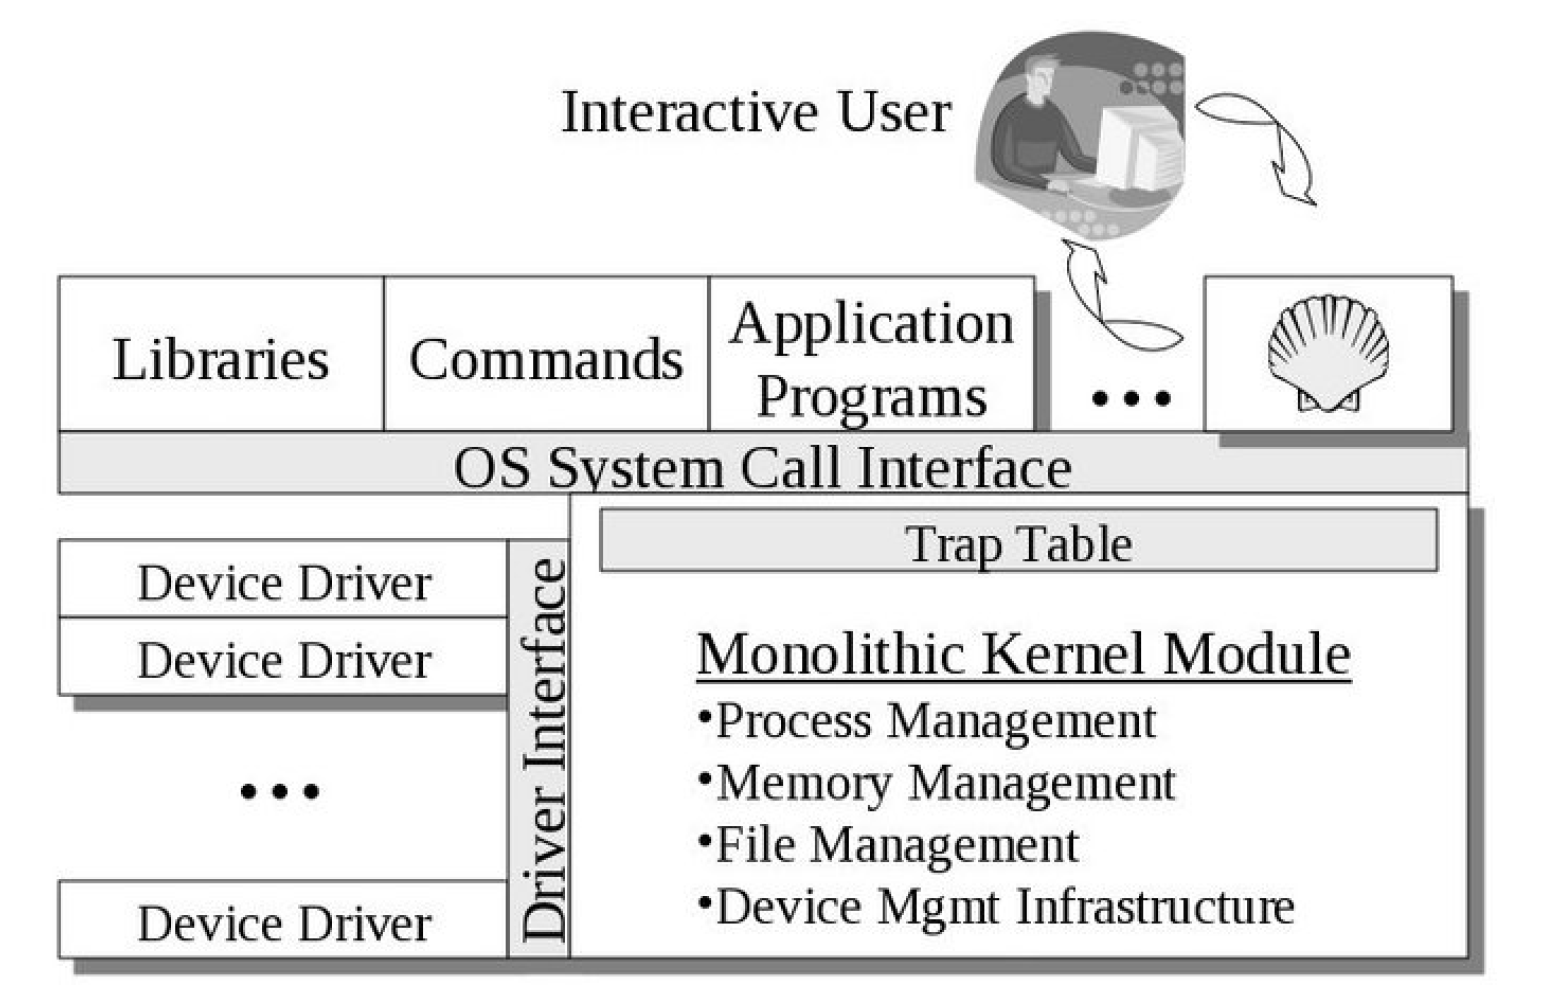 Interactive User
Libraries
Commands
Application
Programs
•••
OS System Call Interface
Trap Table
Device Driver
Device Driver
•••
Device Driver
Driver Interface
Monolithic Kernel Module
•Process Management
•Memory Management
•File Management
•Device Mgmt Infrastructure